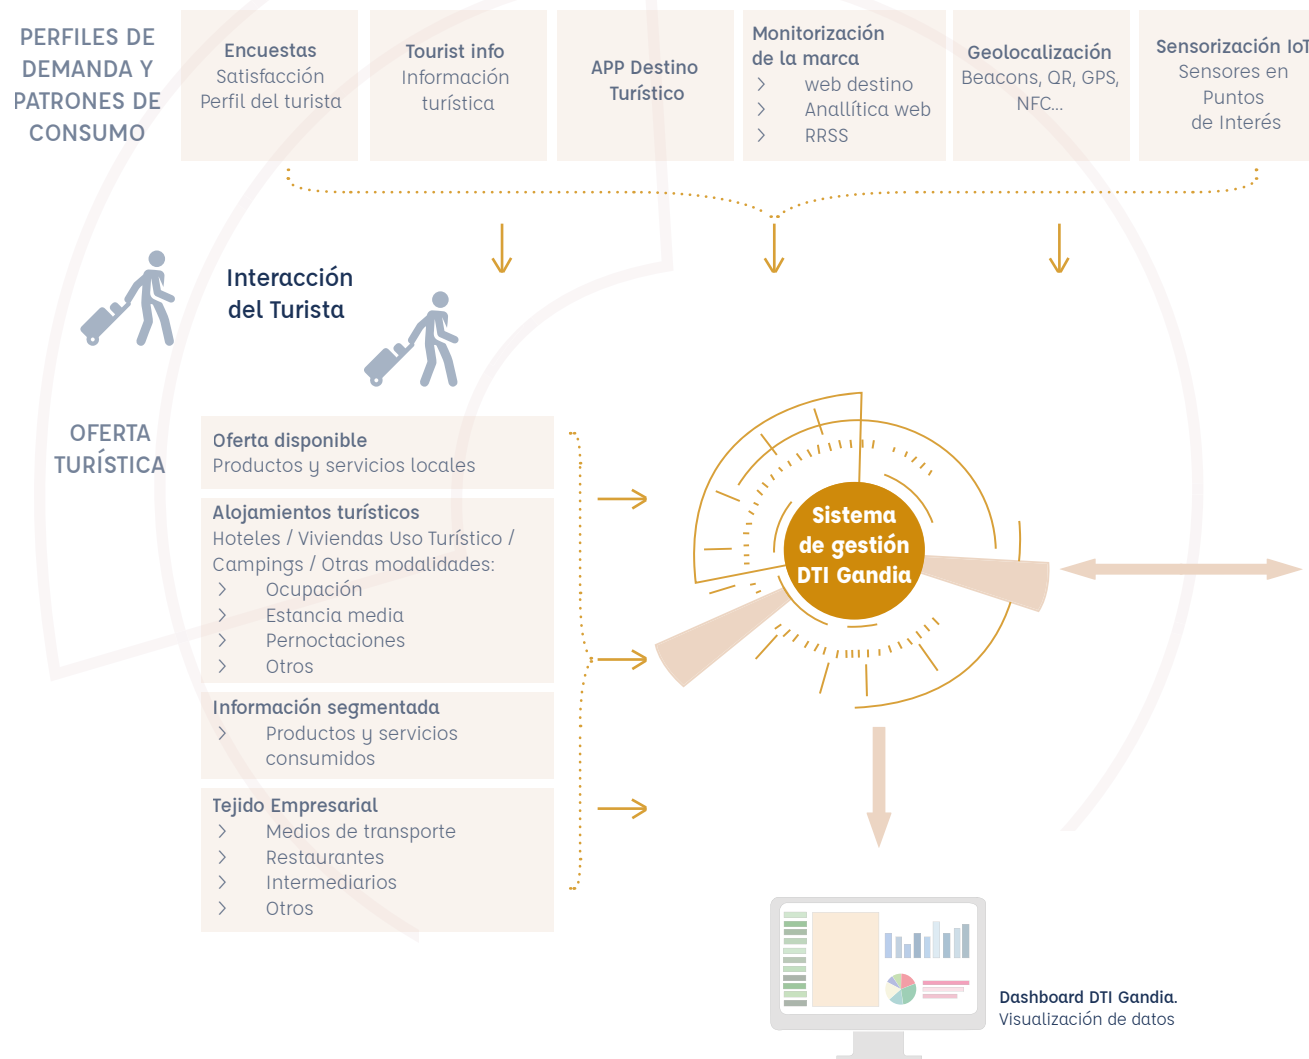 PERFILES DE
DEMANDA Y
PATRONES DE
CONSUMO
Encuestas
Satisfacción
Perfil del turista
Tourist info
Información
turística
APP Destino
Turístico
Monitorización
de la marca
web destino
Anallítica web
RRSS
Geolocalización
Beacons, QR, GPS,
NFC...
Sensorización IoT
Sensores en
Puntos
de Interés
Interacción
del Turista
OFERTA
TURÍSTICA
Oferta disponible
Productos y servicios locales
Alojamientos turísticos
Hoteles / Viviendas Uso Turístico /
Campings / Otras modalidades:
Ocupación
Estancia media
Pernoctaciones
Otros
Información segmentada
Productos y servicios
consumidos
Tejido Empresarial
Medios de transporte
Restaurantes
Intermediarios
Otros
Sistema
de gestión
DTI Gandia
Dashboard DTI Gandia.
Visualización de datos